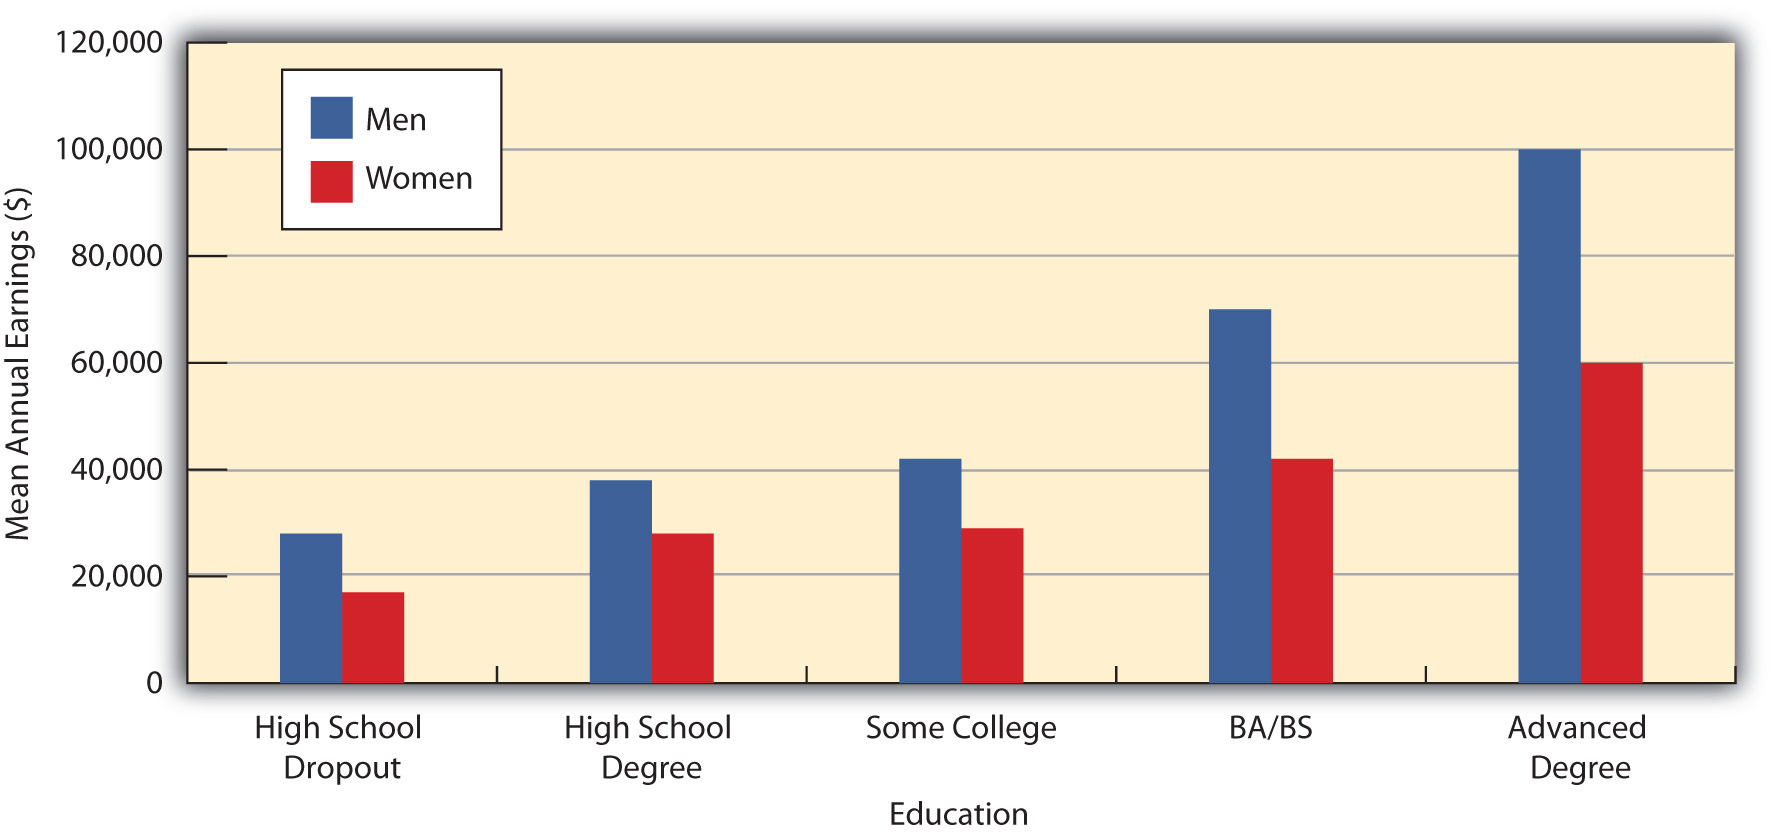 120,000
100,000
80,000
60,000
40,000
20,000
0
Mean Annual Earnings ($)
Men
Women
High School
Dropout
High School
Degree
Some College
BA/BS
Advanced
Degree
Education